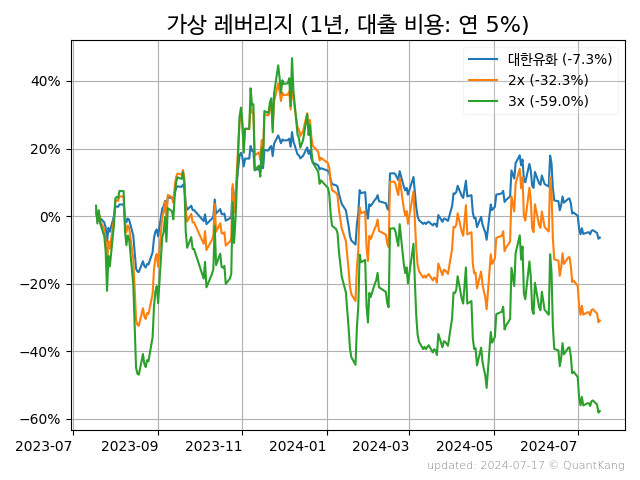 가상 레버리지 (1년, 대출 비용: 연 5%)
대한유화 (-7.3%)
2x (-32.3%)
3x (-59.0%)
40%
20%
0%
−20%
−40%
−60%
2023-07 2023-09 2023-11 2024-01 2024-03 2024-05 2024-07
updated: 2024-07-17 © QuantKang